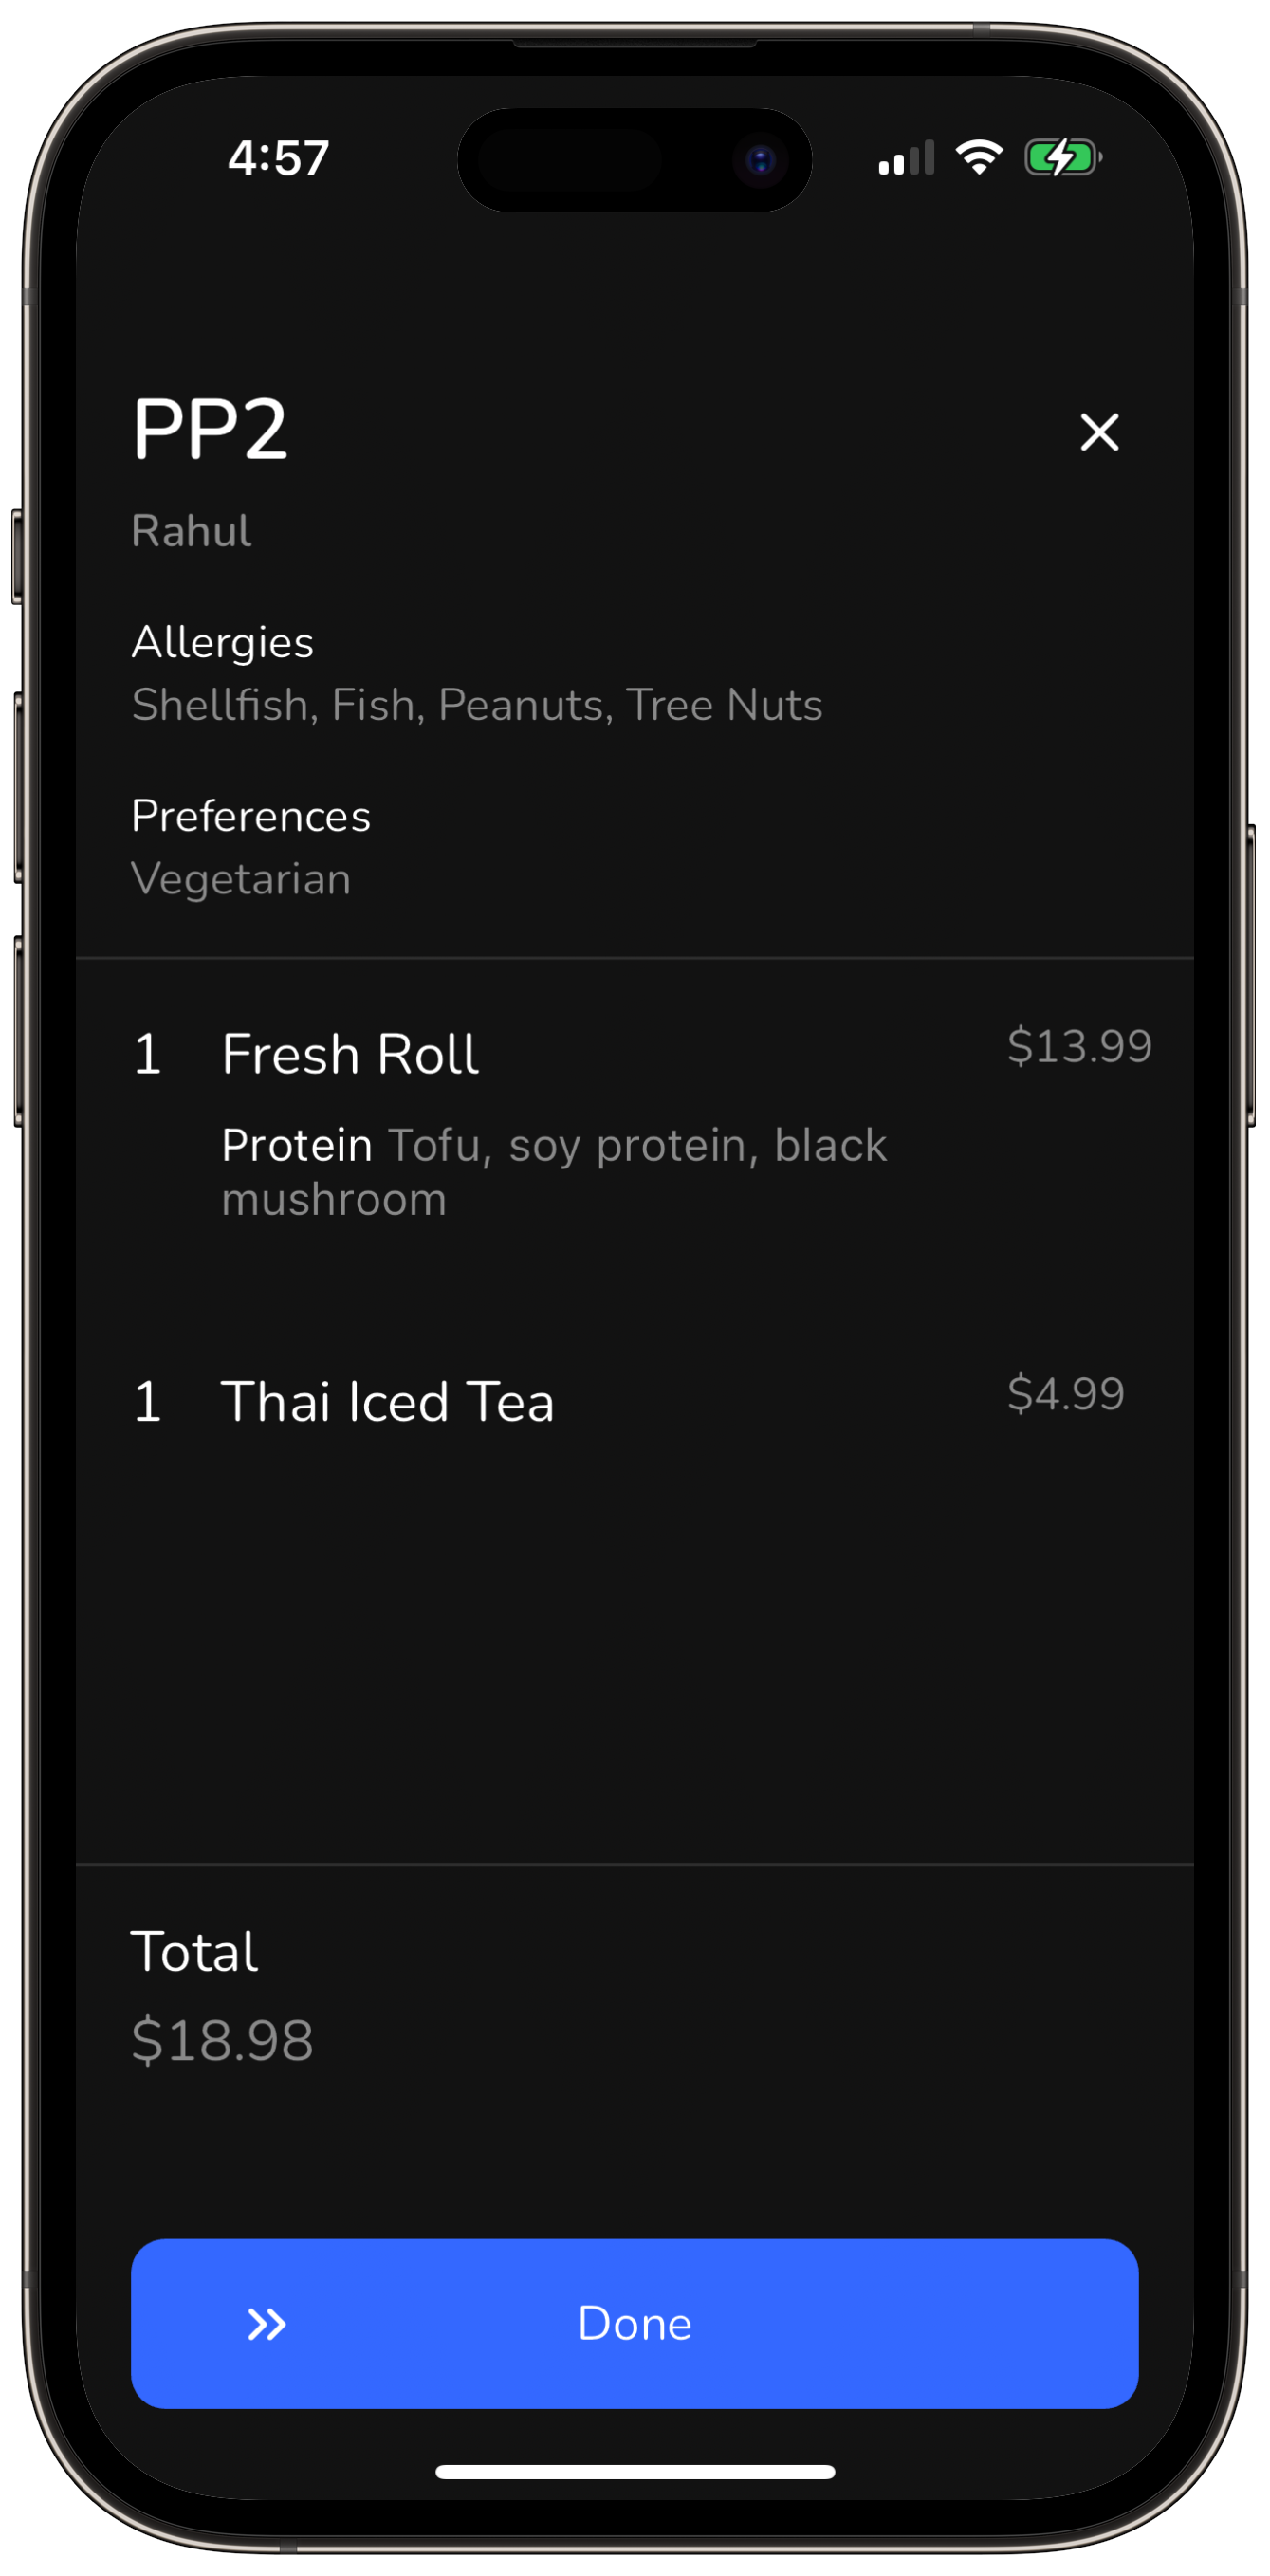 4:57
PP2
Rahul
Allergies
Shellfish, Fish, Peanuts, Tree Nuts
Preferences
Vegetarian
1 Fresh Roll $13.99
Protein Tofu, soy protein, black
mushroom
1 Thai Iced Tea $4.99
Total
$18.98
Done